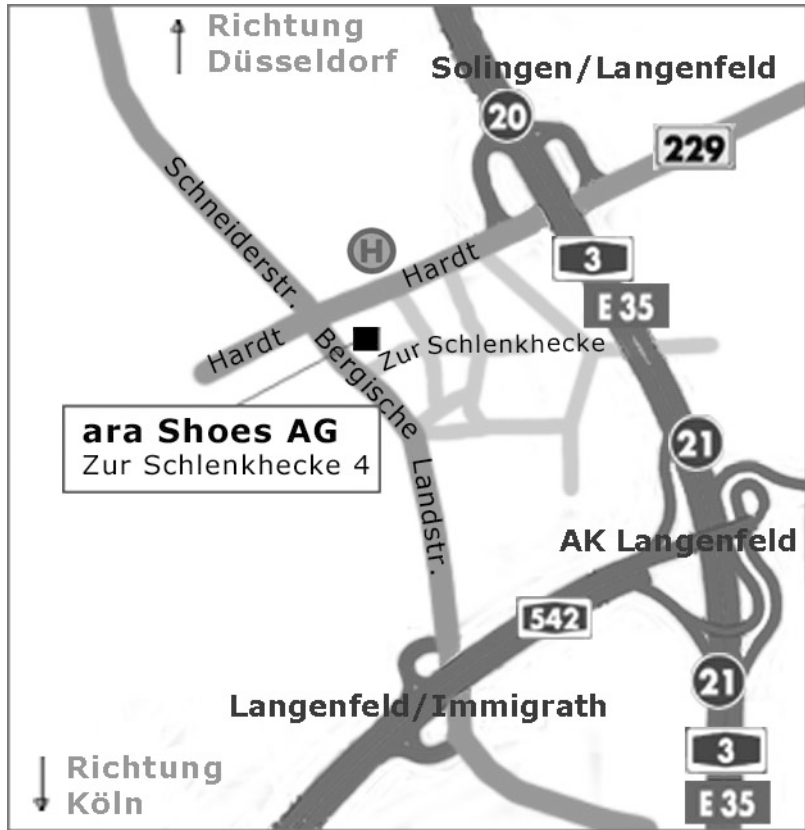 Richtung
Düsseldorf
Solingen/Langenfeld
20
229
Schneiderstr.
H
Hardt
3
E 35
Hardt
Bergische
Landstr.
Zur Schlenkhecke
ara Shoes AG
Zur Schlenkhecke 4
21
AK Langenfeld
542
21
Langenfeld/Immigrath
3
E 35
Richtung
Köln